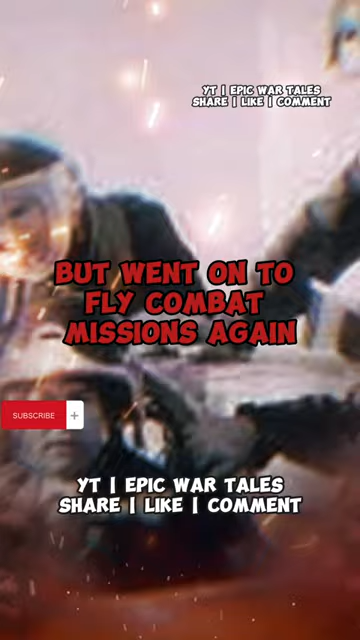 YT | EPIC WAR TALES
SHARE | LIKE | COMMENT
BUT WENT ON TO
FLY COMBAT
MISSIONS AGAIN
SUBSCRIBE +
YT | EPIC WAR TALES
SHARE | LIKE | COMMENT